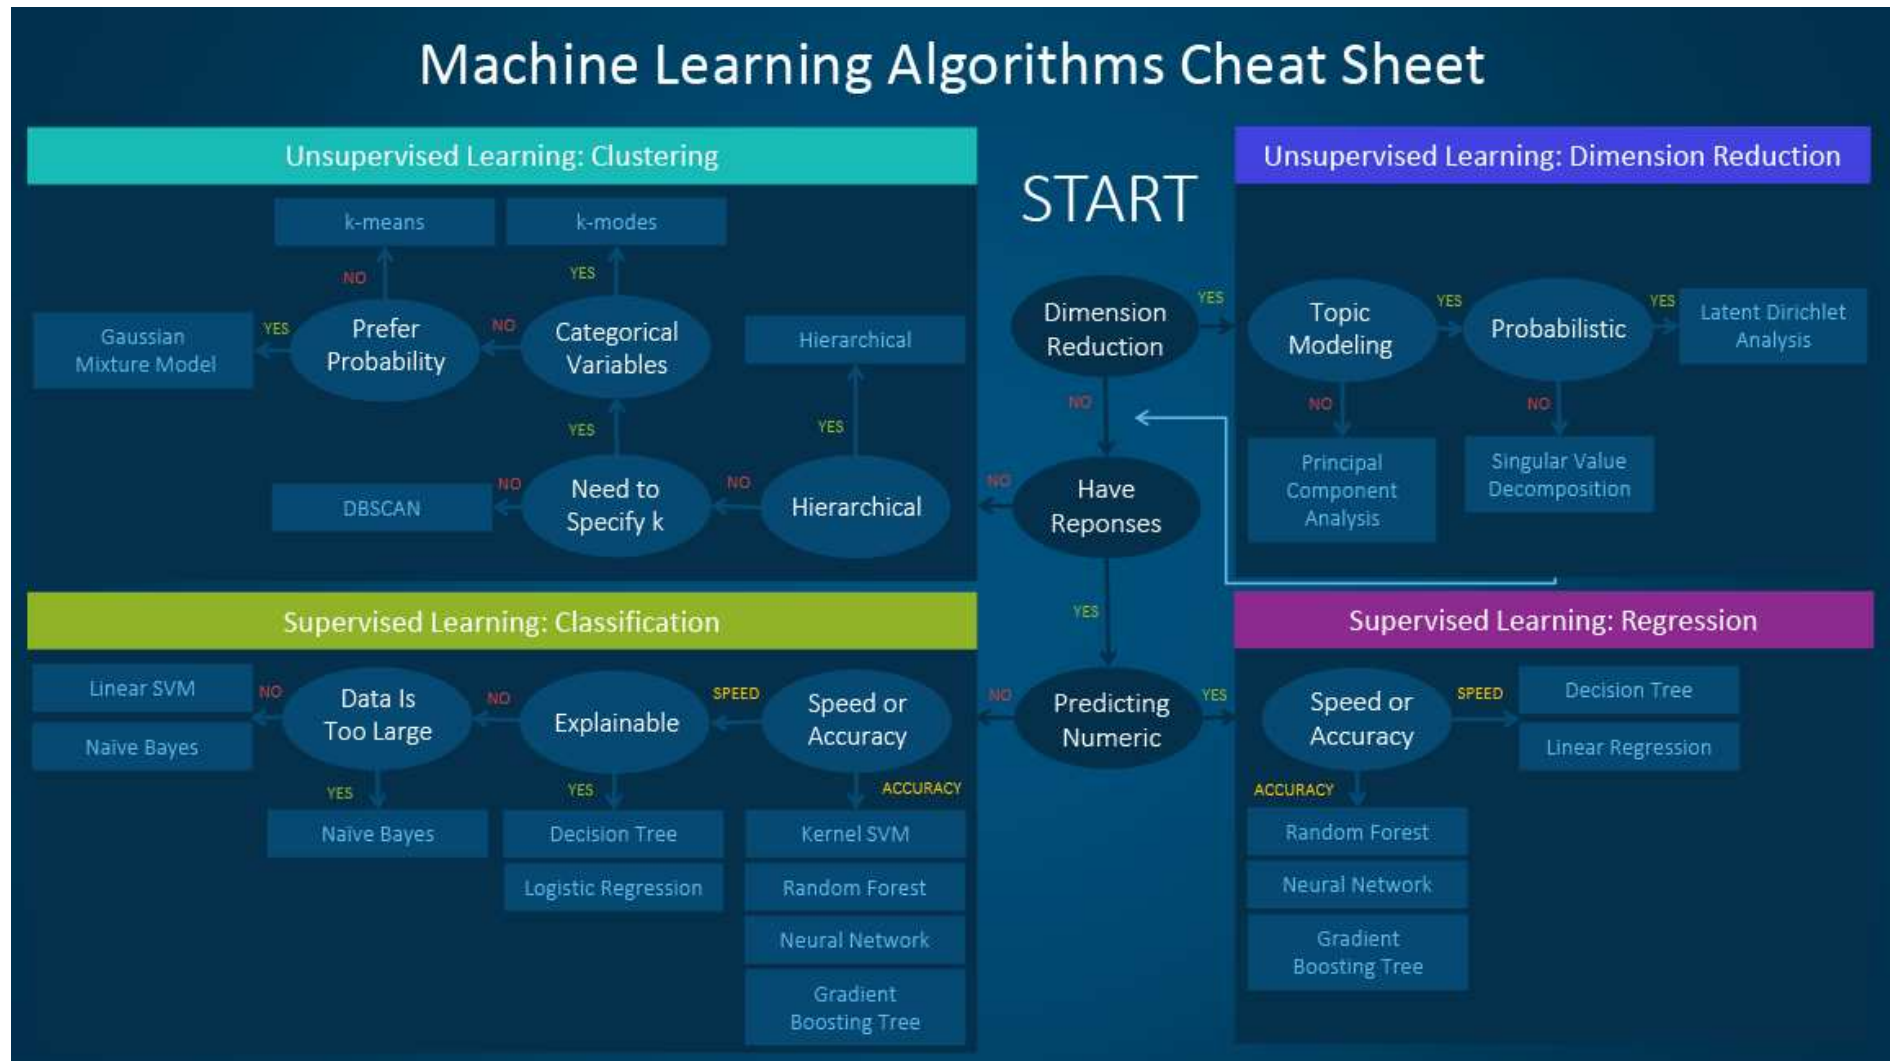 Machine Learning Algorithms Cheat Sheet
Unsupervised Learning: Clustering
k-means
k-modes
NO
YES
Gaussian
Mixture Model
YES
Prefer
Probability
NO
Categorical
Variables
Hierarchical
YES
YES
DBSCAN
NO
Need to
Specify k
NO
Hierarchical
START
Dimension
Reduction
YES
NO
NO
Have
Reponses
YES
NO
Predicting
Numeric
YES
Unsupervised Learning: Dimension Reduction
Topic
Modeling
YES
Probabilistic
YES
Latent Dirichlet
Analysis
NO
NO
Principal
Component
Analysis
Singular Value
Decomposition
Supervised Learning: Classification
Linear SVM
Naïve Bayes
NO
Data Is
Too Large
NO
Explainable
SPEED
Speed or
Accuracy
YES
YES
ACCURACY
Naïve Bayes
Decision Tree
Logistic Regression
Kernel SVM
Random Forest
Neural Network
Gradient
Boosting Tree
Supervised Learning: Regression
Speed or
Accuracy
SPEED
Decision Tree
Linear Regression
ACCURACY
Random Forest
Neural Network
Gradient
Boosting Tree